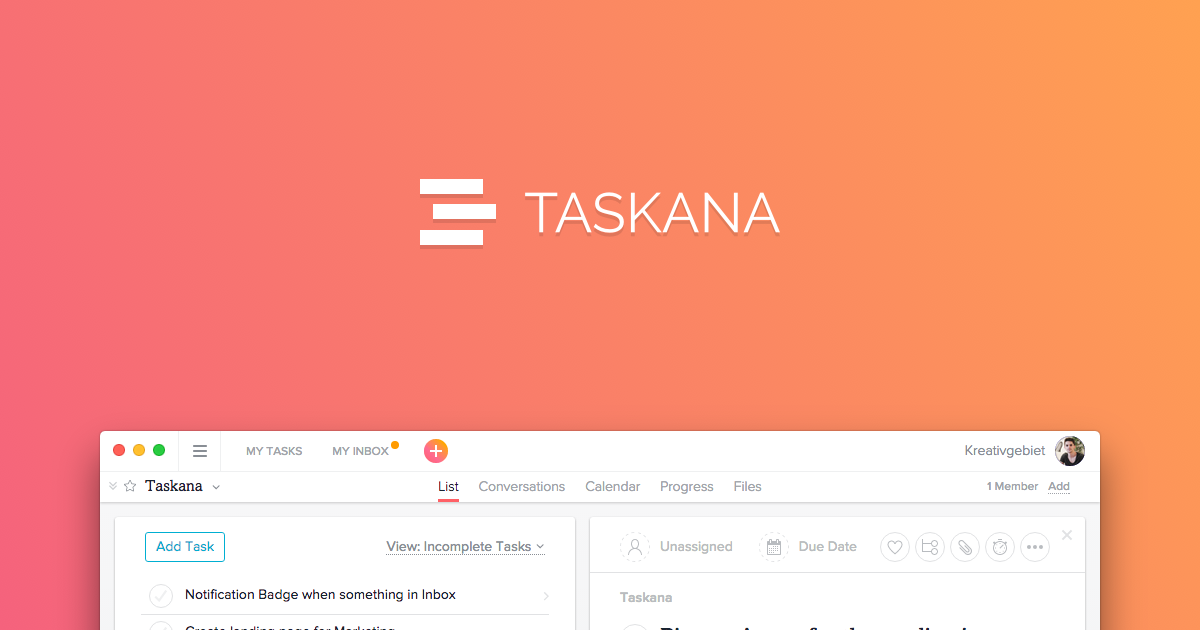 TASKANA
MY TASKS
MY INBOX
Kreativgebiet
Taskana
List
Conversations
Calendar
Progress
Files
1 Member
Add
Add Task
View: Incomplete Tasks
Notification Badge when something in Inbox
Create landing page for Marketing
Unassigned
Due Date
Taskana